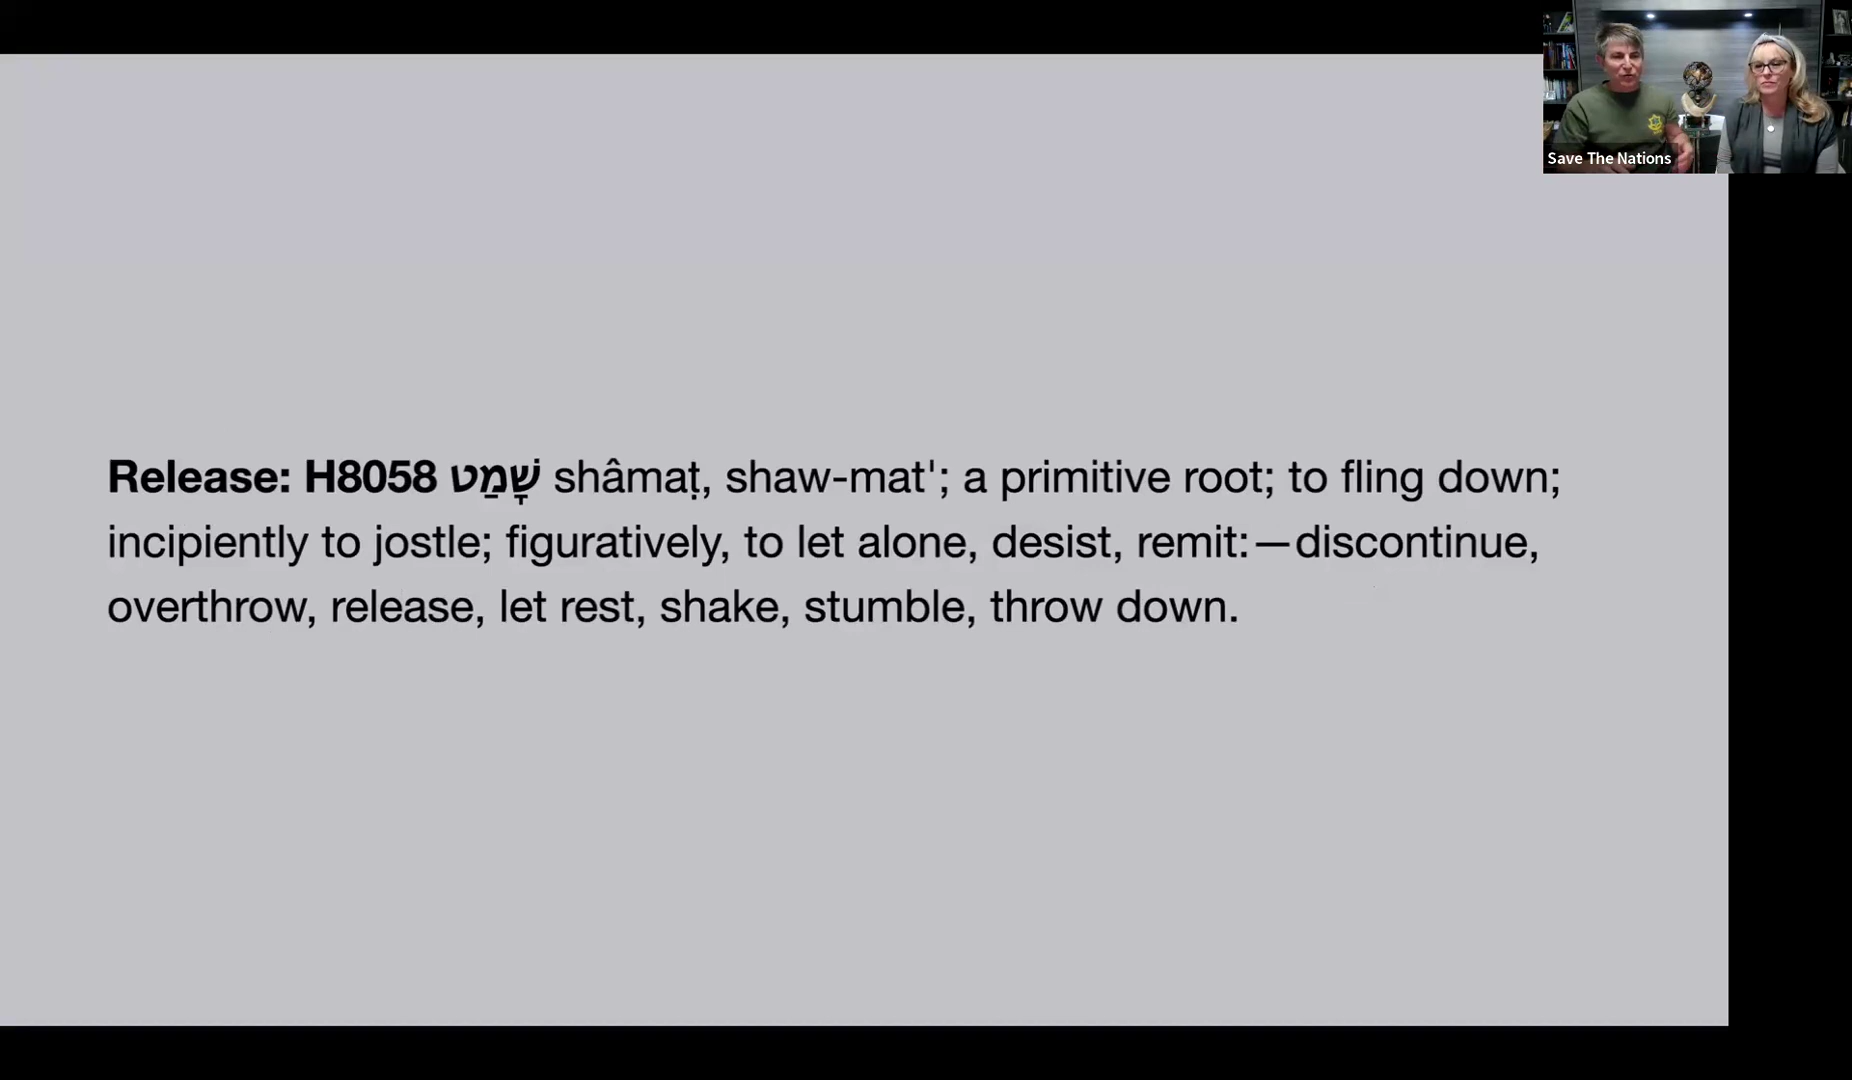 Save The Nations
Release: H8058 שָׁמַט shâmaṭ, shaw-mat'; a primitive root; to fling down;
incipiently to jostle; figuratively, to let alone, desist, remit:—discontinue,
overthrow, release, let rest, shake, stumble, throw down.